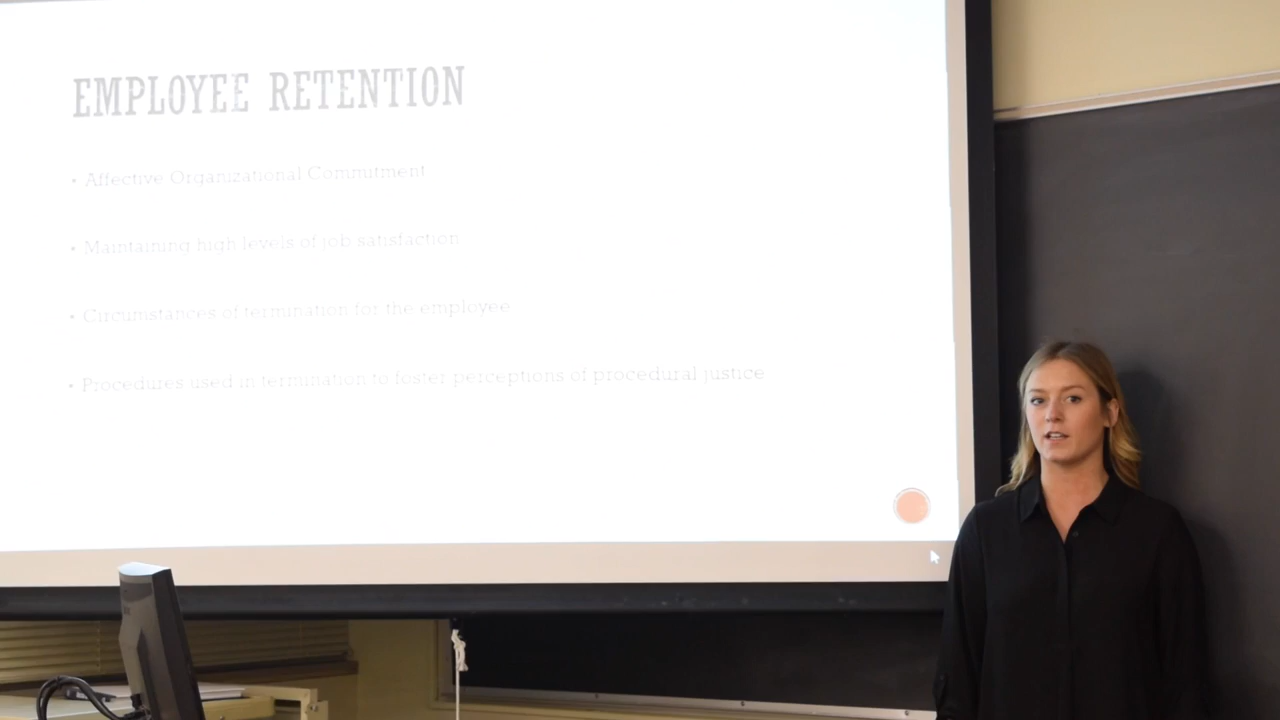 EMPLOYEE RETENTION
• Affective Organizational Commitment
• Maintaining high levels of job satisfaction
• Circumstances of termination for the employee
• Procedures used in termination to foster perceptions of procedural justice